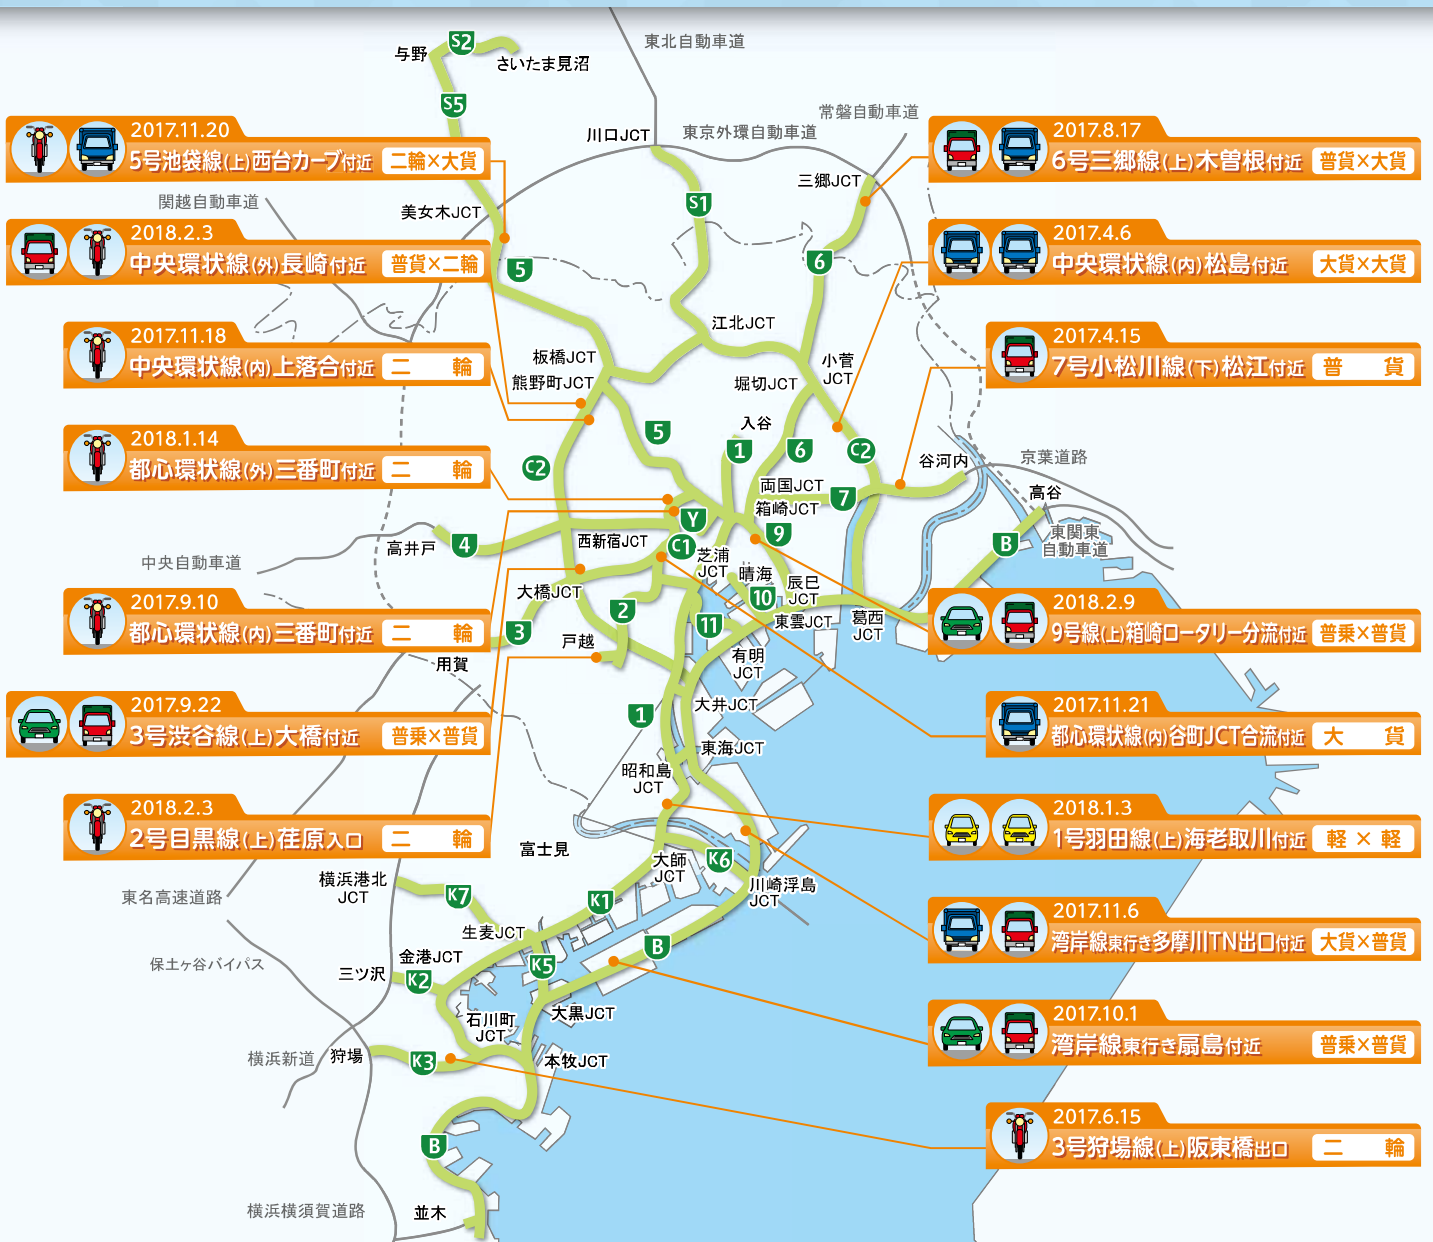 与野
S2
さいたま見沼
東北自動車道
S5
常磐自動車道
川口JCT
東京外環自動車道
三郷JCT
関越自動車道
美女木JCT
S1
5
6
江北JCT
板橋JCT
熊野町JCT
小菅
JCT
堀切JCT
入谷
5
1
6
C2
C2
谷河内
京葉道路
高谷
両国JCT
7
箱崎JCT
Y
9
B
東関東
自動車道
高井戸
4
西新宿JCT
C1
芝浦
JCT
晴海
辰巳
JCT
中央自動車道
大橋JCT
10
2
11
東雲JCT
葛西
JCT
3
戸越
用賀
有明
JCT
1
大井JCT
東海JCT
昭和島
JCT
富士見
大師
JCT
K6
川崎浮島
JCT
横浜港北
JCT
K7
K1
東名高速道路
生麦JCT
B
保土ヶ谷バイパス
金港JCT
三ツ沢
K2
K5
石川町
JCT
大黒JCT
横浜新道
狩場
K3
本牧JCT
B
横浜横須賀道路
並木
2017.11.20
5号池袋線(上)西台カーブ付近 二輪×大貨
2018.2.3
中央環状線(外)長崎付近 普貨×二輪
2017.11.18
中央環状線(内)上落合付近 二 輪
2018.1.14
都心環状線(外)三番町付近 二 輪
2017.9.10
都心環状線(内)三番町付近 二 輪
2017.9.22
3号渋谷線(上)大橋付近 普乗×普貨
2018.2.3
2号目黒線(上)荏原入口 二 輪
2017.8.17
6号三郷線(上)木曽根付近 普貨×大貨
2017.4.6
中央環状線(内)松島付近 大貨×大貨
2017.4.15
7号小松川線(下)松江付近 普 貨
2018.2.9
9号線(上)箱崎ロータリー分流付近 普乗×普貨
2017.11.21
都心環状線(内)谷町JCT合流付近 大 貨
2018.1.3
1号羽田線(上)海老取川付近 軽×軽
2017.11.6
湾岸線東行き多摩川TN出口付近 大貨×普貨
2017.10.1
湾岸線東行き扇島付近 普乗×普貨
2017.6.15
3号狩場線(上)阪東橋出口 二 輪